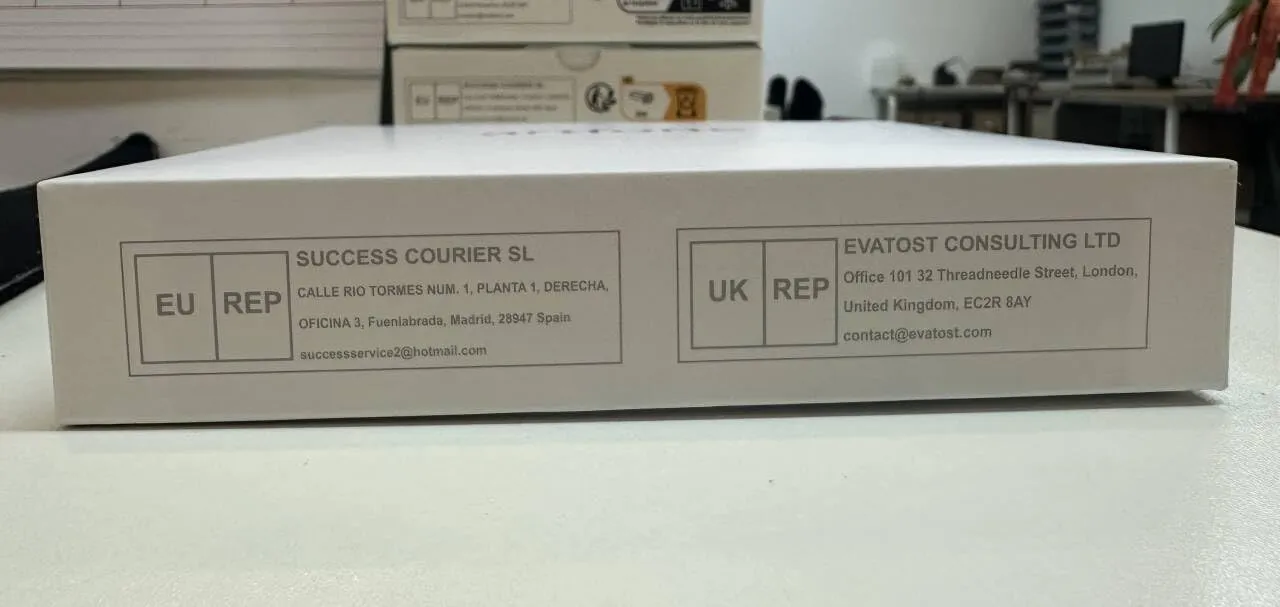 EU REP
SUCCESS COURIER SL
CALLE RIO TORMES NUM. 1, PLANTA 1, DERECHA,
OFICINA 3, Fuenlabrada, Madrid, 28947 Spain
successservice2@hotmail.com
UK REP
EVATOST CONSULTING LTD
Office 101 32 Threadneedle Street, London,
United Kingdom, EC2R 8AY
contact@evatost.com
EU REP